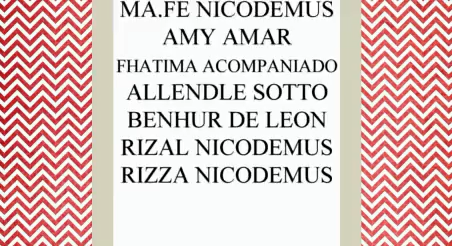 MA.FE NICODEMUS
AMY AMAR
FHATIMA ACOMPANIADO
ALLENDLE SOTTO
BENHUR DE LEON
RIZAL NICODEMUS
RIZZA NICODEMUS